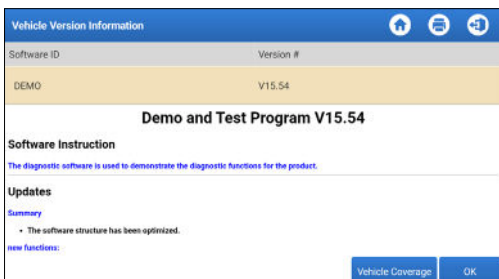 Vehicle Version Information
Software ID Version #
DEMO V15.54
Demo and Test Program V15.54
Software Instruction
The diagnostic software is used to demonstrate the diagnostic functions for the product.
Updates
Summary
• The software structure has been optimized.
new functions:
Vehicle Coverage OK